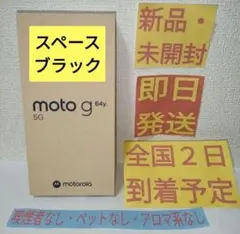 スペース
ブラック
moto g 64y
5G
motorola
新品・
未開封
即日
発送
全国２日
到着予定
喫煙者なし・ペットなし・アロマ系なし